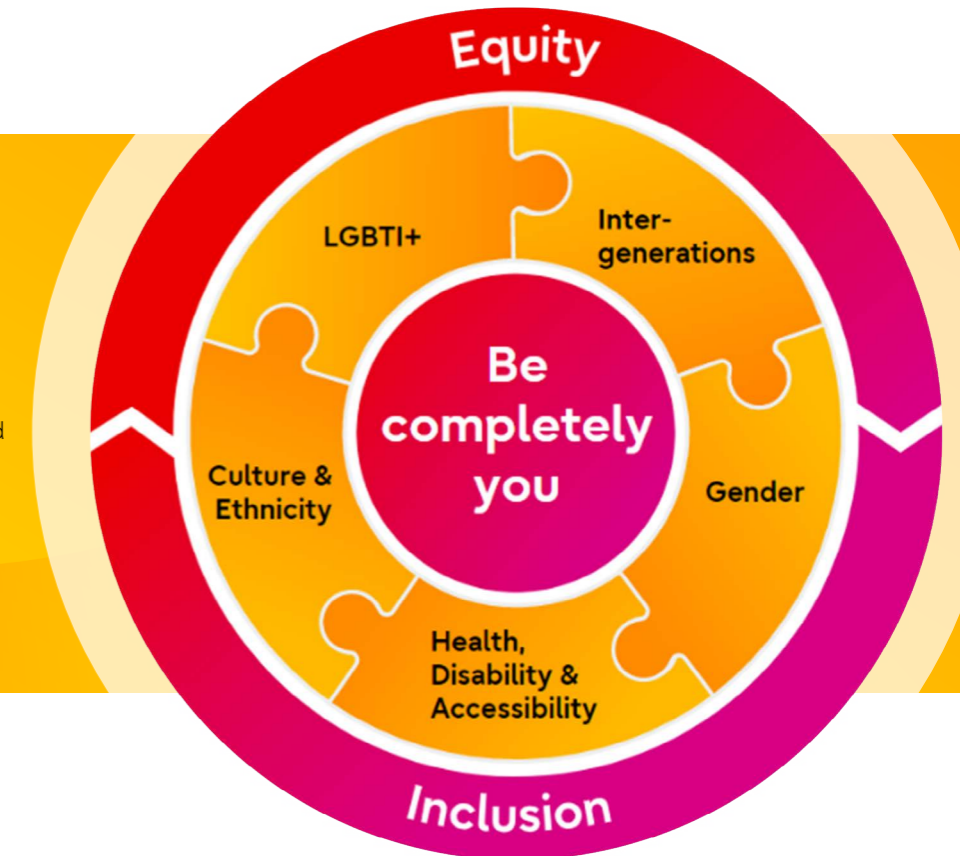 Equity
LGBTI+
Inter-
generations
Be
completely
you
Culture &
Ethnicity
Gender
Health,
Disability &
Accessibility
Inclusion